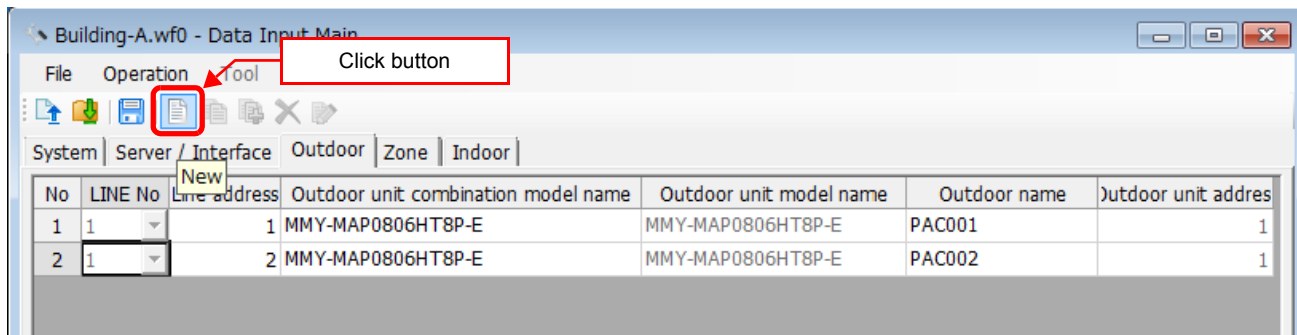 Building-A.wf0 - Data Input Main
Click button
File Operation Tool
System Server / Interface Outdoor Zone Indoor
New
No LINE No Line address Outdoor unit combination model name Outdoor unit model name Outdoor name Outdoor unit addres
1 1 1 MMY-MAP0806HT8P-E MMY-MAP0806HT8P-E PAC001 1
2 1 2 MMY-MAP0806HT8P-E MMY-MAP0806HT8P-E PAC002 1